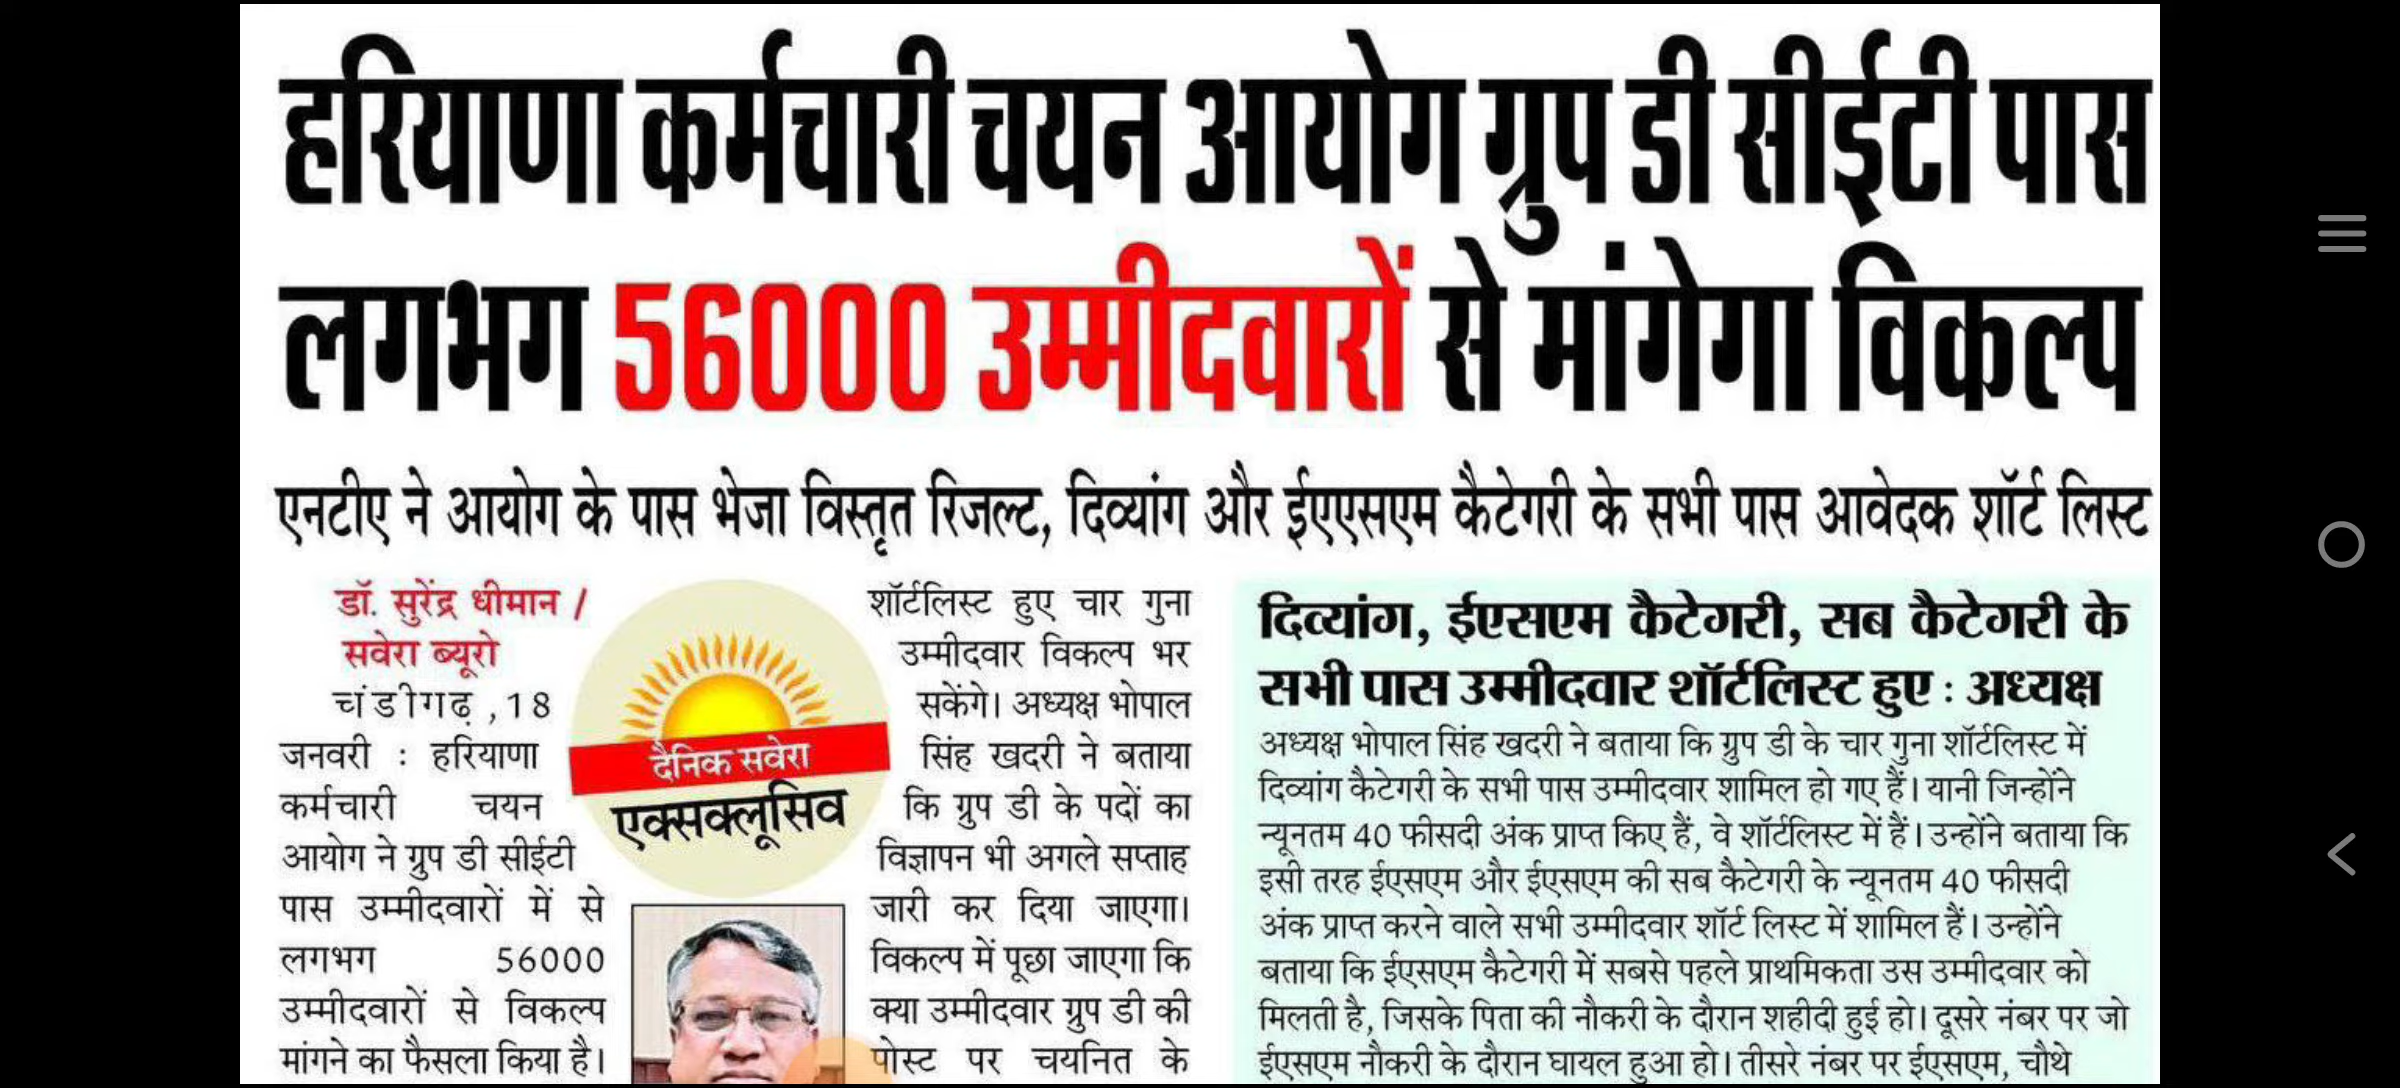 हरियाणा कर्मचारी चयन आयोग ग्रुप डी सीईटी पास
लगभग 56000 उम्मीदवारों से मांगेगा विकल्प
एनटीए ने आयोग के पास भेजा विस्तृत रिजल्ट, दिव्यांग और ईएएसएम कैटेगरी के सभी पास आवेदक शॉर्ट लिस्ट
डॉ. सुरेंद्र धीमान /
सवेरा ब्यूरो
चंडीगढ़ ,18
जनवरी : हरियाणा
कर्मचारी चयन
आयोग ने ग्रुप डी सीईटी
पास उम्मीदवारों में से
लगभग 56000
उम्मीदवारों से विकल्प
मांगने का फैसला किया है।
दैनिक सवेरा
एक्सक्लूसिव
शॉर्टलिस्ट हुए चार गुना
उम्मीदवार विकल्प भर
सकेंगे। अध्यक्ष भोपाल
सिंह खदरी ने बताया
कि ग्रुप डी के पदों का
विज्ञापन भी अगले सप्ताह
जारी कर दिया जाएगा।
विकल्प में पूछा जाएगा कि
क्या उम्मीदवार ग्रुप डी की
पोस्ट पर चयनित के
दिव्यांग, ईएसएम कैटेगरी, सब कैटेगरी के
सभी पास उम्मीदवार शॉर्टलिस्ट हुए : अध्यक्ष
अध्यक्ष भोपाल सिंह खदरी ने बताया कि ग्रुप डी के चार गुना शॉर्टलिस्ट में
दिव्यांग कैटेगरी के सभी पास उम्मीदवार शामिल हो गए हैं। यानी जिन्होंने
न्यूनतम 40 फीसदी अंक प्राप्त किए हैं, वे शॉर्टलिस्ट में हैं। उन्होंने बताया कि
इसी तरह ईएसएम और ईएसएम की सब कैटेगरी के न्यूनतम 40 फीसदी
अंक प्राप्त करने वाले सभी उम्मीदवार शॉर्ट लिस्ट में शामिल हैं। उन्होंने
बताया कि ईएसएम कैटेगरी में सबसे पहले प्राथमिकता उस उम्मीदवार को
मिलती है, जिसके पिता की नौकरी के दौरान शहीदी हुई हो। दूसरे नंबर पर जो
ईएसएम नौकरी के दौरान घायल हुआ हो। तीसरे नंबर पर ईएसएम, चौथे